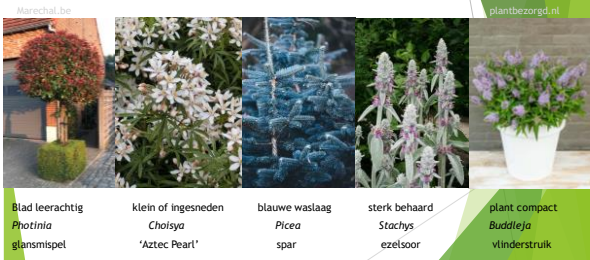 Marechal.be
plantbezorgd.nl
Blad leerachtig
Photinia
glansmispel
klein of ingesneden
Choisya
‘Aztec Pearl’
blauwe waslaag
Picea
spar
sterk behaard
Stachys
ezelsoor
plant compact
Buddleja
vlinderstruik